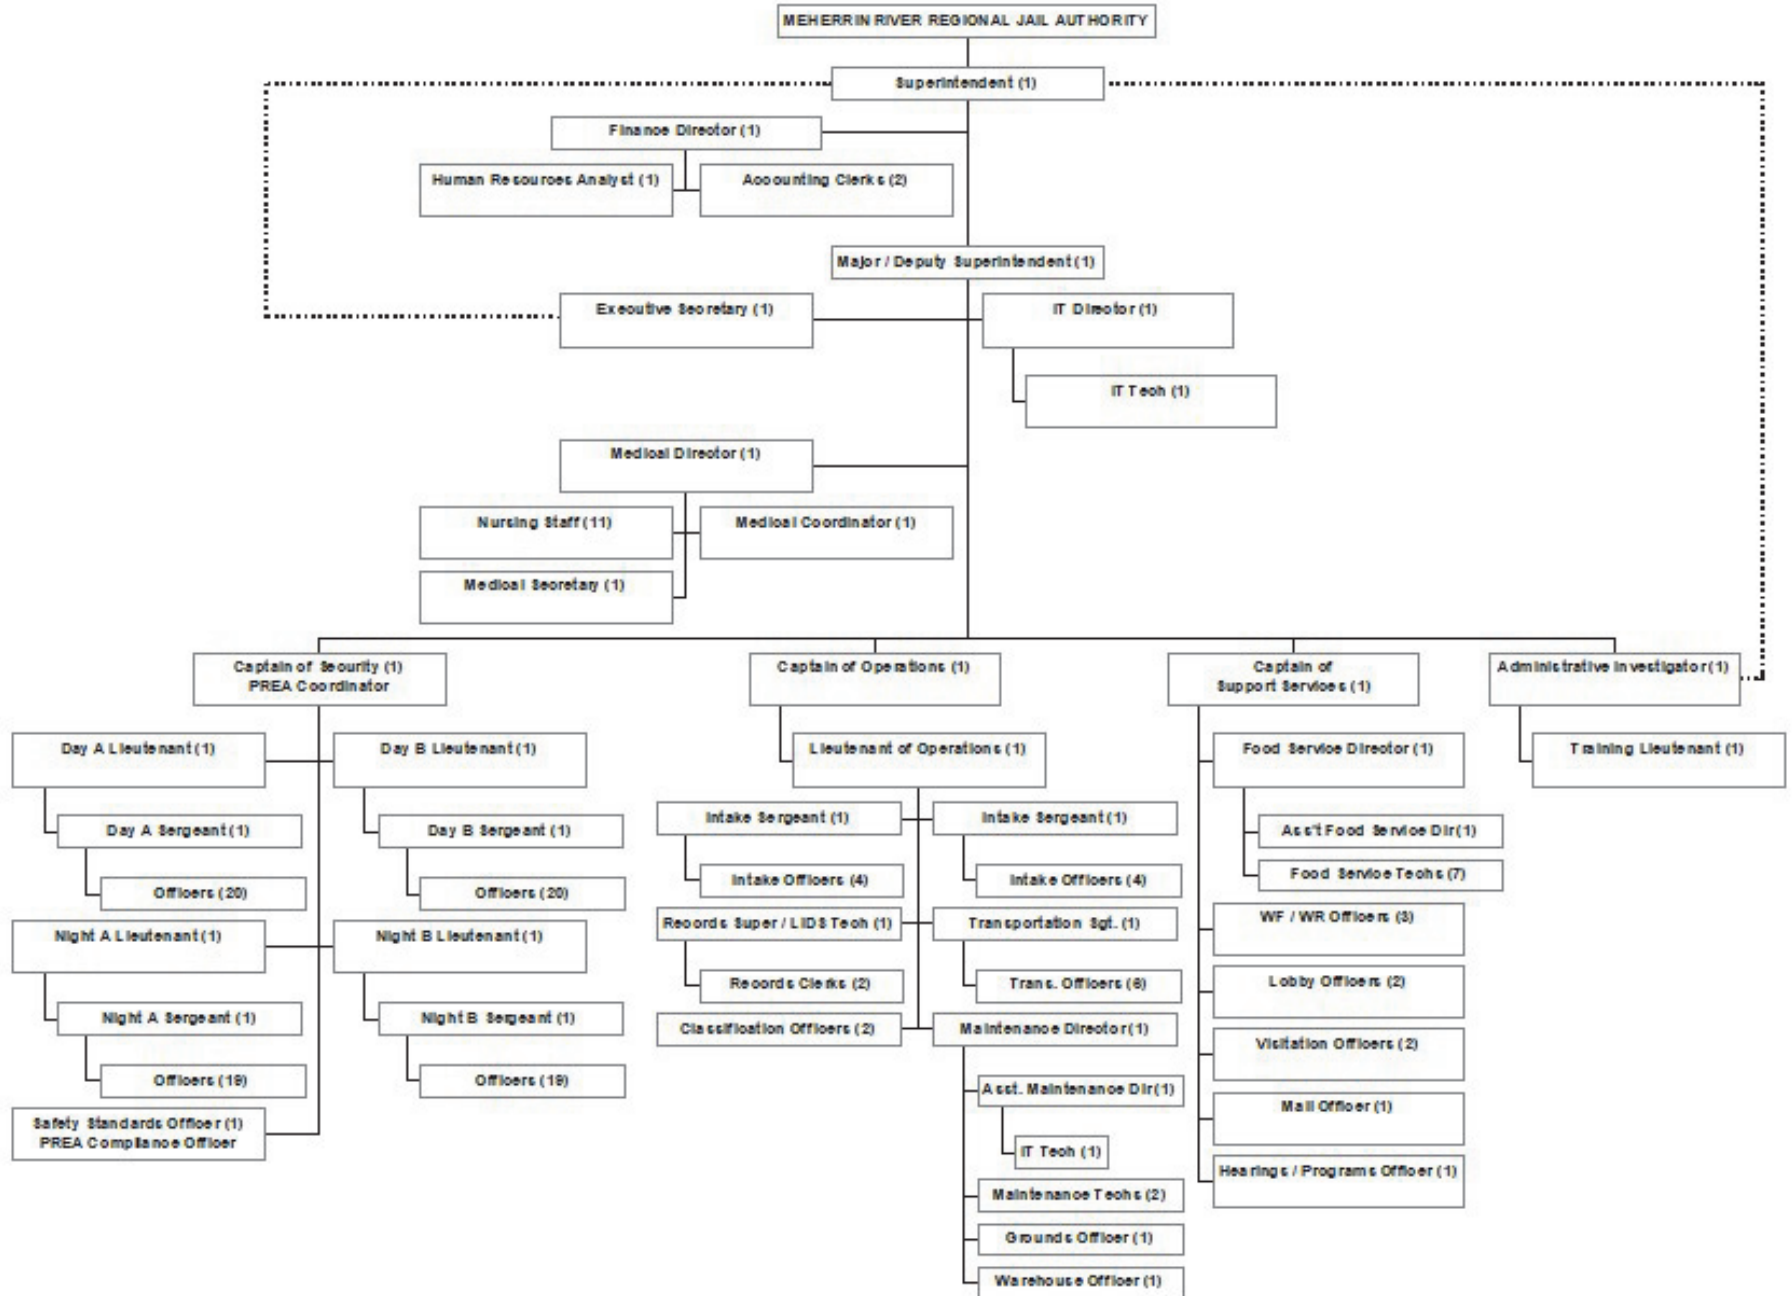 MEHERRIN RIVER REGIONAL JAIL AUTHORITY
Superintendent (1)
Finance Director (1)
Human Resources Analyst (1)
Accounting Clerks (2)
Major / Deputy Superintendent (1)
Executive Secretary (1)
IT Director (1)
IT Tech (1)
Medical Director (1)
Nursing Staff (11)
Medical Coordinator (1)
Medical Secretary (1)
Captain of Security (1)
PREA Coordinator
Day A Lieutenant (1)
Day B Lieutenant (1)
Day A Sergeant (1)
Day B Sergeant (1)
Officers (20)
Officers (20)
Night A Lieutenant (1)
Night B Lieutenant (1)
Night A Sergeant (1)
Night B Sergeant (1)
Officers (19)
Officers (19)
Safety Standards Officer (1)
PREA Compliance Officer
Captain of Operations (1)
Lieutenant of Operations (1)
Intake Sergeant (1)
Intake Sergeant (1)
Intake Officers (4)
Intake Officers (4)
Records Super / LIDS Tech (1)
Transportation Sgt. (1)
Records Clerks (2)
Trans. Officers (6)
Classification Officers (2)
Maintenance Director (1)
Asst. Maintenance Dir (1)
IT Tech (1)
Maintenance Techs (2)
Grounds Officer (1)
Warehouse Officer (1)
Captain of
Support Services (1)
Food Service Director (1)
Ass't Food Service Dir (1)
Food Service Techs (7)
WF / WR Officers (3)
Lobby Officers (2)
Visitation Officers (2)
Mail Officer (1)
Hearings / Programs Officer (1)
Administrative Investigator (1)
Training Lieutenant (1)